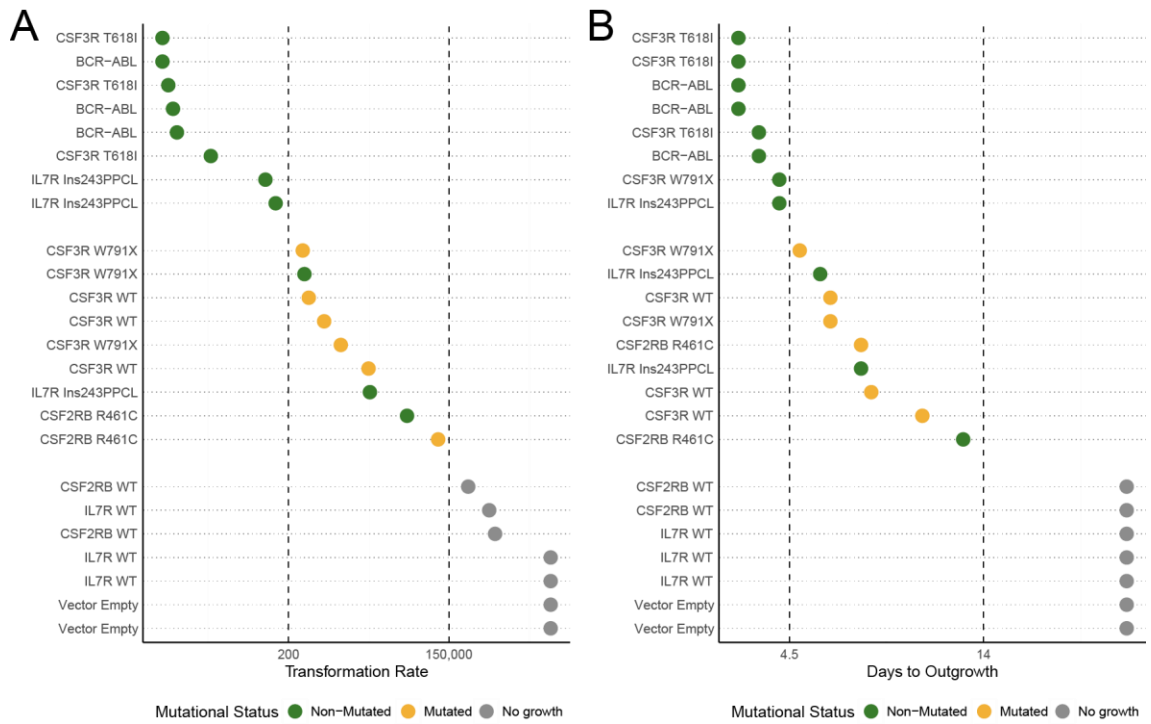 A
CSF3R T618I
BCR-ABL
CSF3R T618I
BCR-ABL
BCR-ABL
CSF3R T618I
IL7R Ins243PPCL
IL7R Ins243PPCL
CSF3R W791X
CSF3R W791X
CSF3R WT
CSF3R WT
CSF3R W791X
CSF3R WT
IL7R Ins243PPCL
CSF2RB R461C
CSF2RB R461C
CSF2RB WT
IL7R WT
CSF2RB WT
IL7R WT
IL7R WT
Vector Empty
Vector Empty
200 150,000
Transformation Rate
Mutational Status Non-Mutated Mutated No growth
B
CSF3R T618I
CSF3R T618I
BCR-ABL
BCR-ABL
CSF3R T618I
BCR-ABL
CSF3R W791X
IL7R Ins243PPCL
CSF3R W791X
IL7R Ins243PPCL
CSF3R WT
CSF3R W791X
CSF2RB R461C
IL7R Ins243PPCL
CSF3R WT
CSF3R WT
CSF2RB R461C
CSF2RB WT
CSF2RB WT
IL7R WT
IL7R WT
IL7R WT
Vector Empty
Vector Empty
4.5 14
Days to Outgrowth
Mutational Status Non-Mutated Mutated No growth